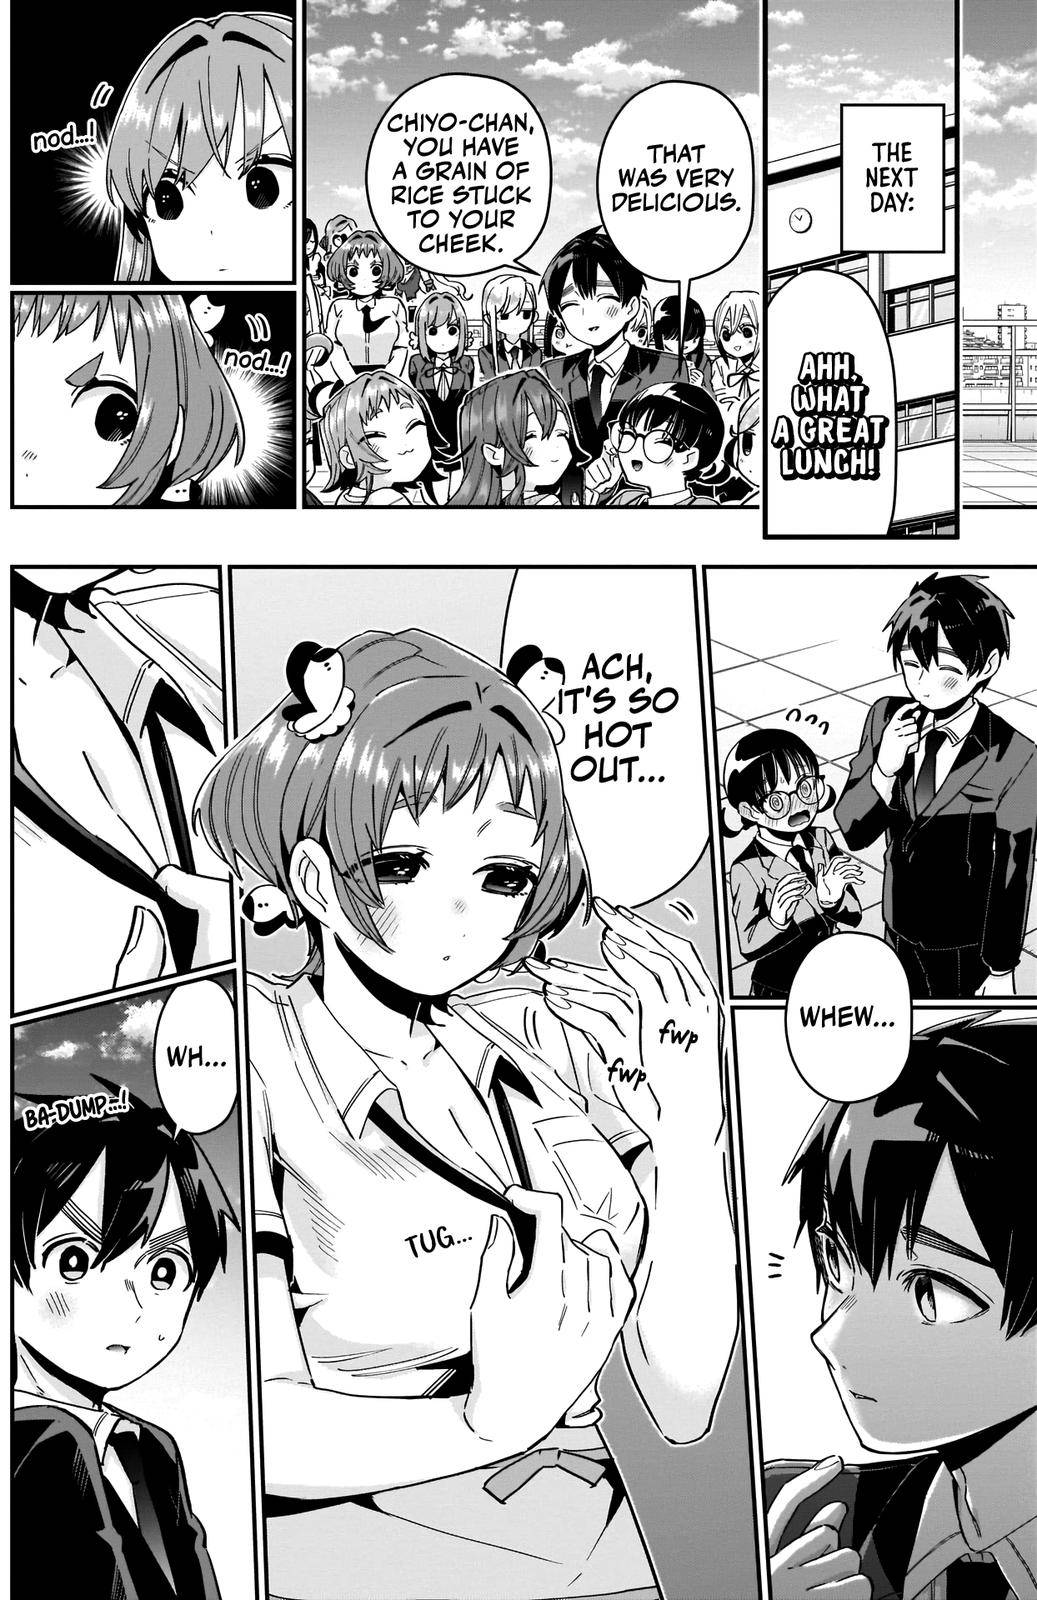 THE
NEXT
DAY:
AHH,
WHAT
A GREAT
LUNCH!
THAT
WAS VERY
DELICIOUS.
CHIYO-CHAN,
YOU HAVE
A GRAIN OF
RICE STUCK
TO YOUR
CHEEK.
nod...!
nod...!
WHEW...
ACH,
IT'S SO
HOT
OUT...
fwp
fwp
TUG...
WH...
BA-DUMP...!